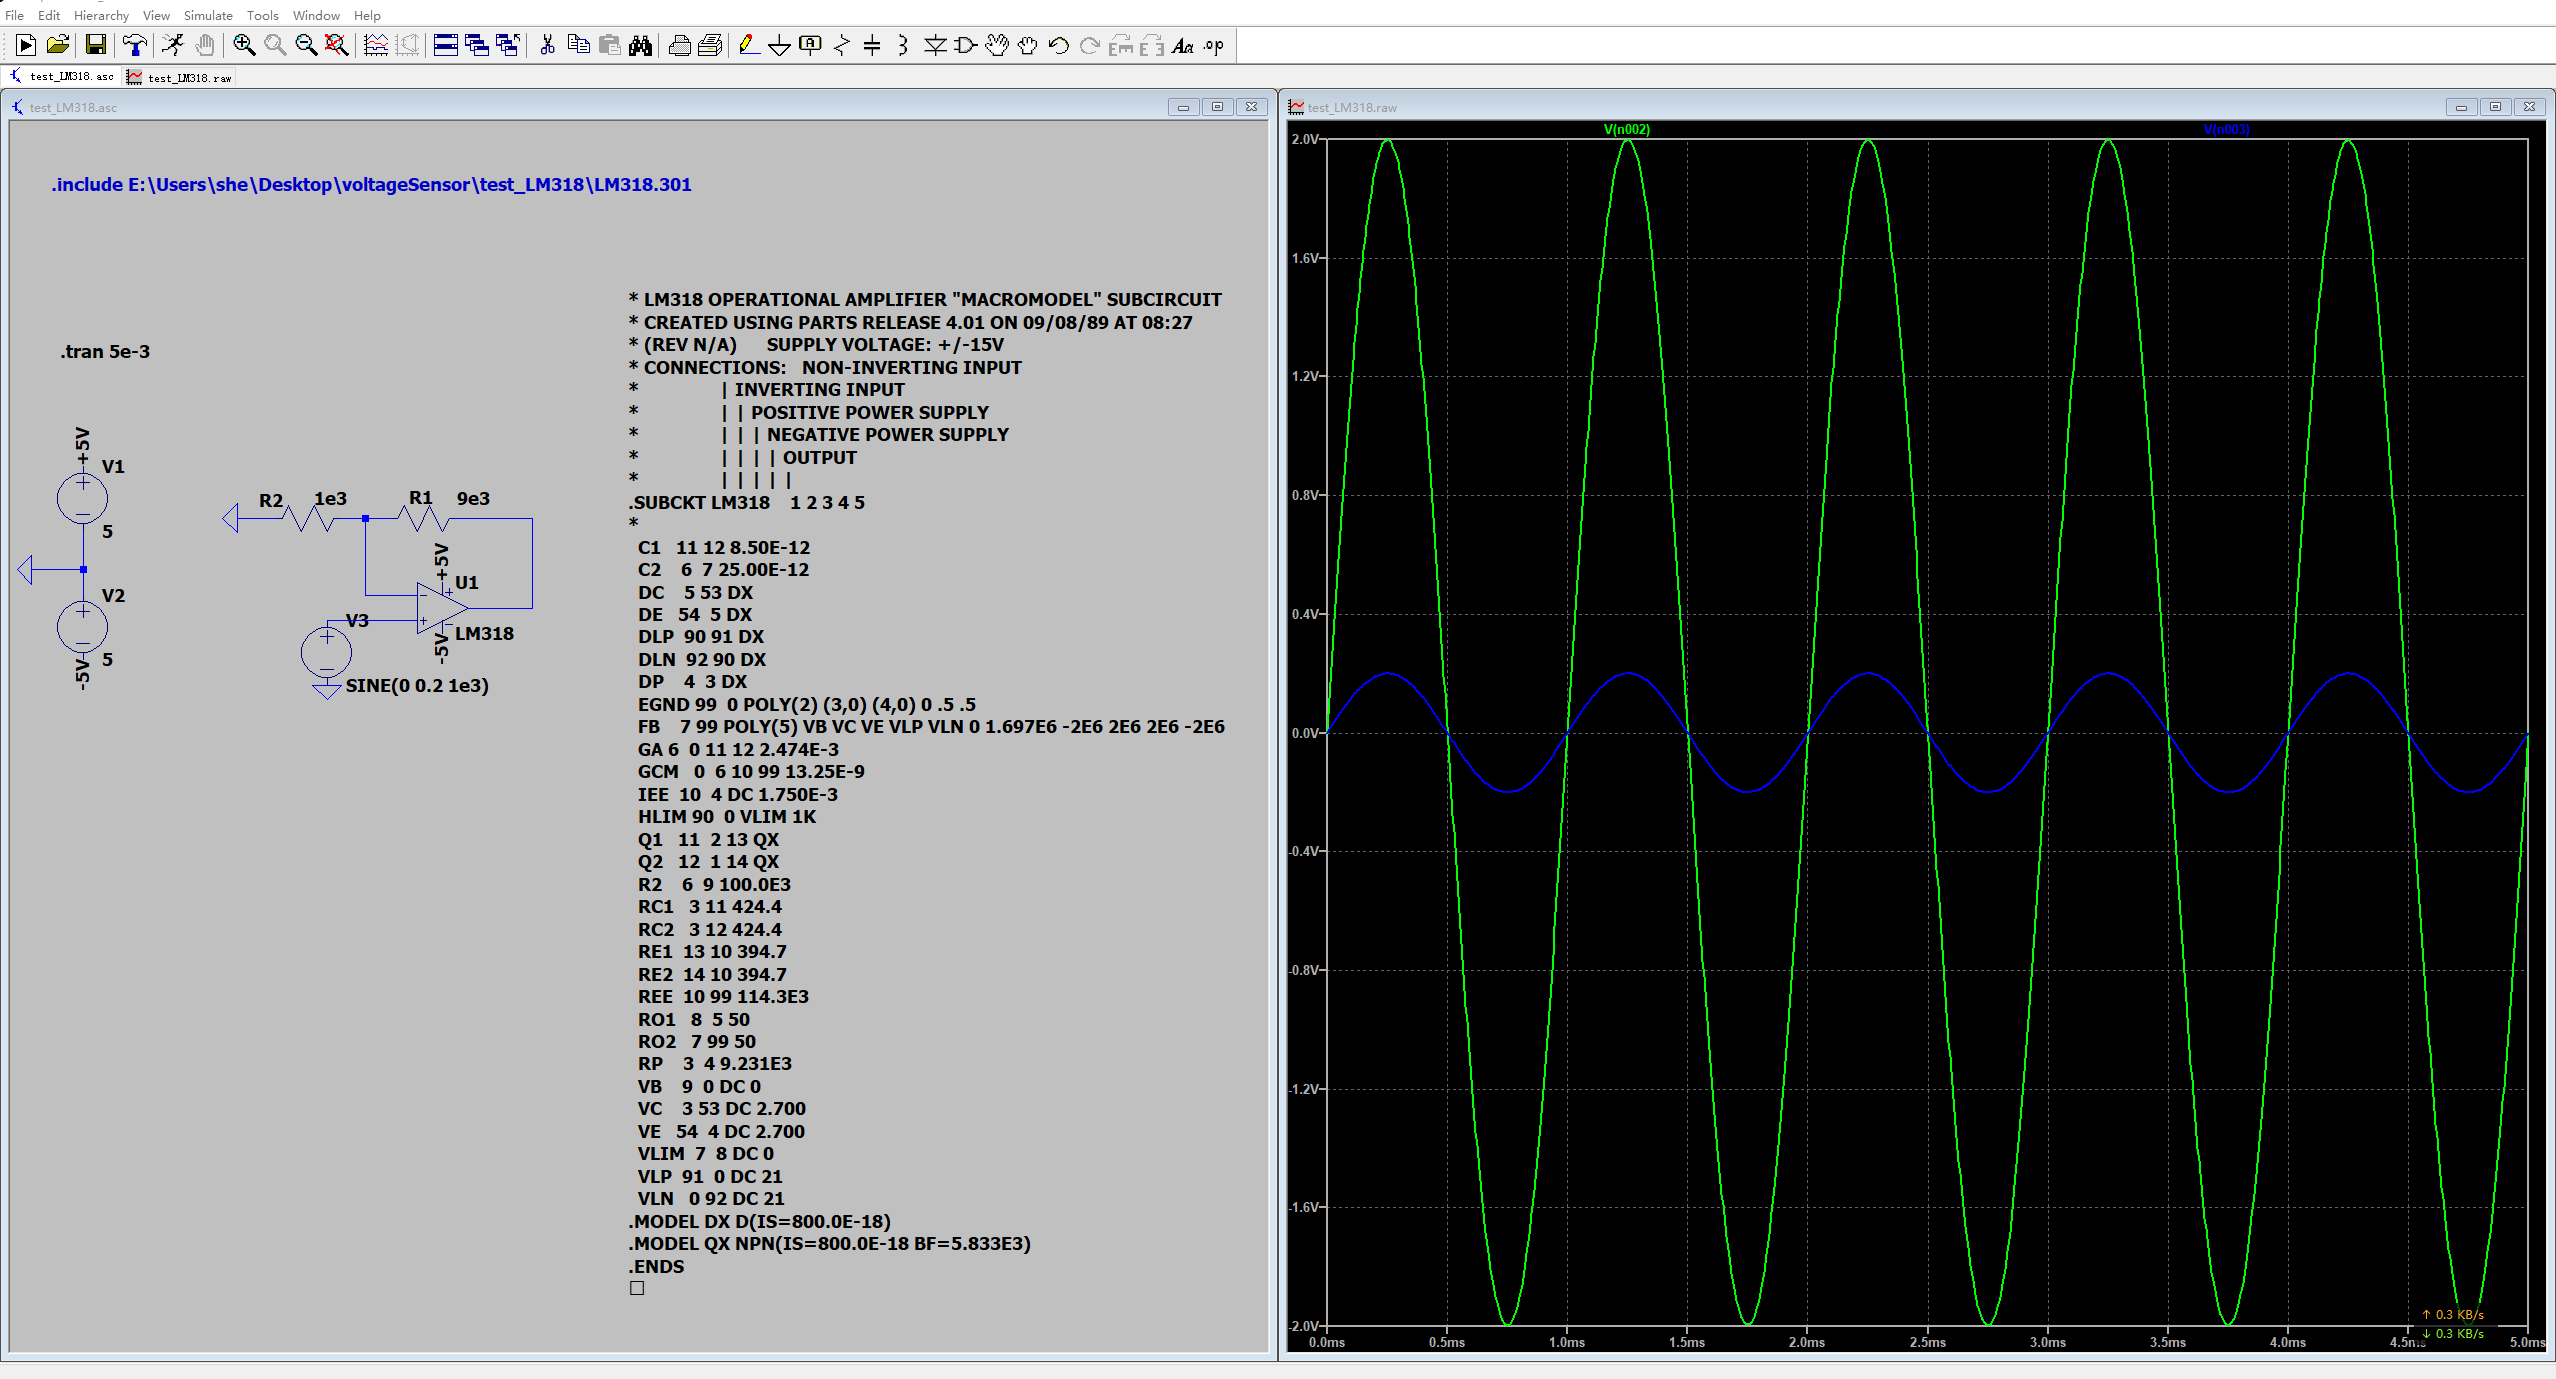 File Edit Hierarchy View Simulate Tools Window Help
.op
test_LM318.asc test_LM318.raw
test_LM318.asc
.include E:\Users\she\Desktop\voltageSensor\test_LM318\LM318.301
.tran 5e-3
+5V
V1
5
V2
5
-5V
R2 1e3 R1 9e3
+5V
U1
V3
LM318
-5V
SINE(0 0.2 1e3)
* LM318 OPERATIONAL AMPLIFIER "MACROMODEL" SUBCIRCUIT
* CREATED USING PARTS RELEASE 4.01 ON 09/08/89 AT 08:27
* (REV N/A) SUPPLY VOLTAGE: +/-15V
* CONNECTIONS: NON-INVERTING INPUT
* | INVERTING INPUT
* | | POSITIVE POWER SUPPLY
* | | | NEGATIVE POWER SUPPLY
* | | | | OUTPUT
* | | | | |
.SUBCKT LM318 1 2 3 4 5
*
C1 11 12 8.50E-12
C2 6 7 25.00E-12
DC 5 53 DX
DE 54 5 DX
DLP 90 91 DX
DLN 92 90 DX
DP 4 3 DX
EGND 99 0 POLY(2) (3,0) (4,0) 0 .5 .5
FB 7 99 POLY(5) VB VC VE VLP VLN 0 1.697E6 -2E6 2E6 2E6 -2E6
GA 6 0 11 12 2.474E-3
GCM 0 6 10 99 13.25E-9
IEE 10 4 DC 1.750E-3
HLIM 90 0 VLIM 1K
Q1 11 2 13 QX
Q2 12 1 14 QX
R2 6 9 100.0E3
RC1 3 11 424.4
RC2 3 12 424.4
RE1 13 10 394.7
RE2 14 10 394.7
REE 10 99 114.3E3
RO1 8 5 50
RO2 7 99 50
RP 3 4 9.231E3
VB 9 0 DC 0
VC 3 53 DC 2.700
VE 54 4 DC 2.700
VLIM 7 8 DC 0
VLP 91 0 DC 21
VLN 0 92 DC 21
.MODEL DX D(IS=800.0E-18)
.MODEL QX NPN(IS=800.0E-18 BF=5.833E3)
.ENDS
test_LM318.raw
V(n002) V(n003)
2.0V
1.6V
1.2V
0.8V
0.4V
0.0V
-0.4V
-0.8V
-1.2V
-1.6V
-2.0V
0.0ms 0.5ms 1.0ms 1.5ms 2.0ms 2.5ms 3.0ms 3.5ms 4.0ms 4.5ms 5.0ms
↑ 0.3 KB/s
↓ 0.3 KB/s